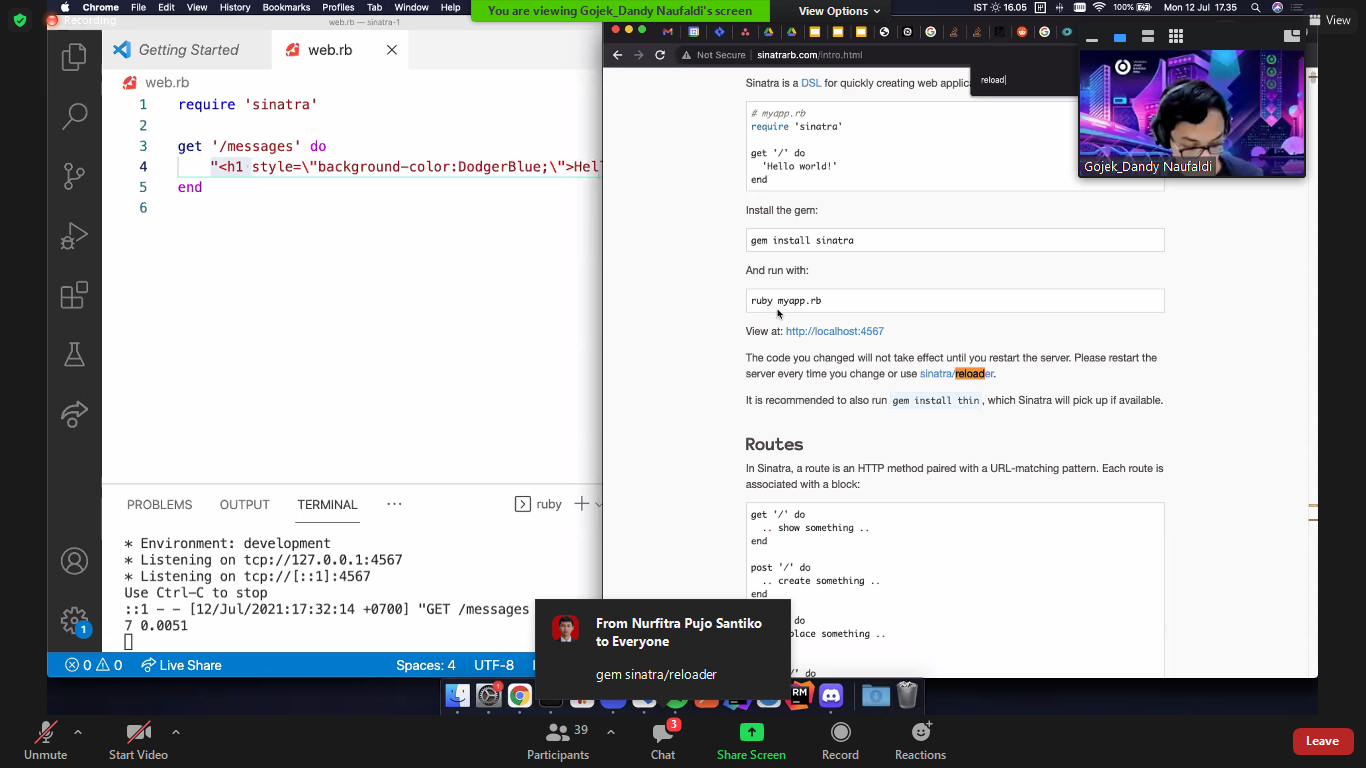 Recording
Chrome File Edit View History Bookmarks Profiles Tab Window Help
You are viewing Gojek_Dandy Naufaldi's screen
View Options
IST 16.05
100%
Mon 12 Jul 17.35
View
web.rb — sinatra-1
Getting Started
web.rb
web.rb
1 require 'sinatra'
2
3 get '/messages' do
4 "<h1 style=\"background-color:DodgerBlue;\">Hell
5 end
6
PROBLEMS OUTPUT TERMINAL ···
ruby
* Environment: development
* Listening on tcp://127.0.0.1:4567
* Listening on tcp://[::1]:4567
Use Ctrl-C to stop
::1 - - [12/Jul/2021:17:32:14 +0700] "GET /messages
7 0.0051
1
0 0 Live Share
Spaces: 4 UTF-8
Not Secure | sinatrarb.com/intro.html
reload
Sinatra is a DSL for quickly creating web applica
# myapp.rb
require 'sinatra'
get '/' do
'Hello world!'
end
Install the gem:
gem install sinatra
And run with:
ruby myapp.rb
View at: http://localhost:4567
The code you changed will not take effect until you restart the server. Please restart the
server every time you change or use sinatra/reloader.
It is recommended to also run gem install thin, which Sinatra will pick up if available.
Routes
In Sinatra, a route is an HTTP method paired with a URL-matching pattern. Each route is
associated with a block:
get '/' do
.. show something ..
end
post '/' do
.. create something ..
end
do
place something ..
/' do
gojek
Gojek_Dandy Naufaldi
From Nurfitra Pujo Santiko
to Everyone
gem sinatra/reloader
RM
Unmute
Start Video
39
Participants
3
Chat
Share Screen
Record
Reactions
Leave